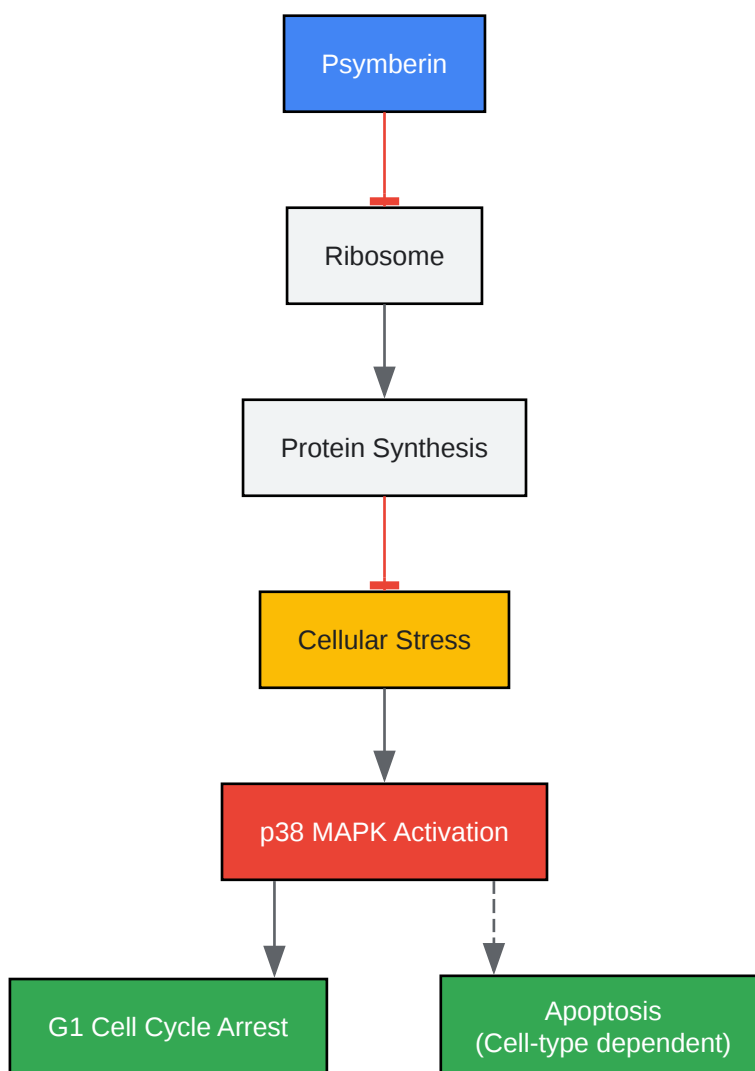 Psymberin
Ribosome
Protein Synthesis
Cellular Stress
p38 MAPK Activation
G1 Cell Cycle Arrest
Apoptosis
(Cell-type dependent)